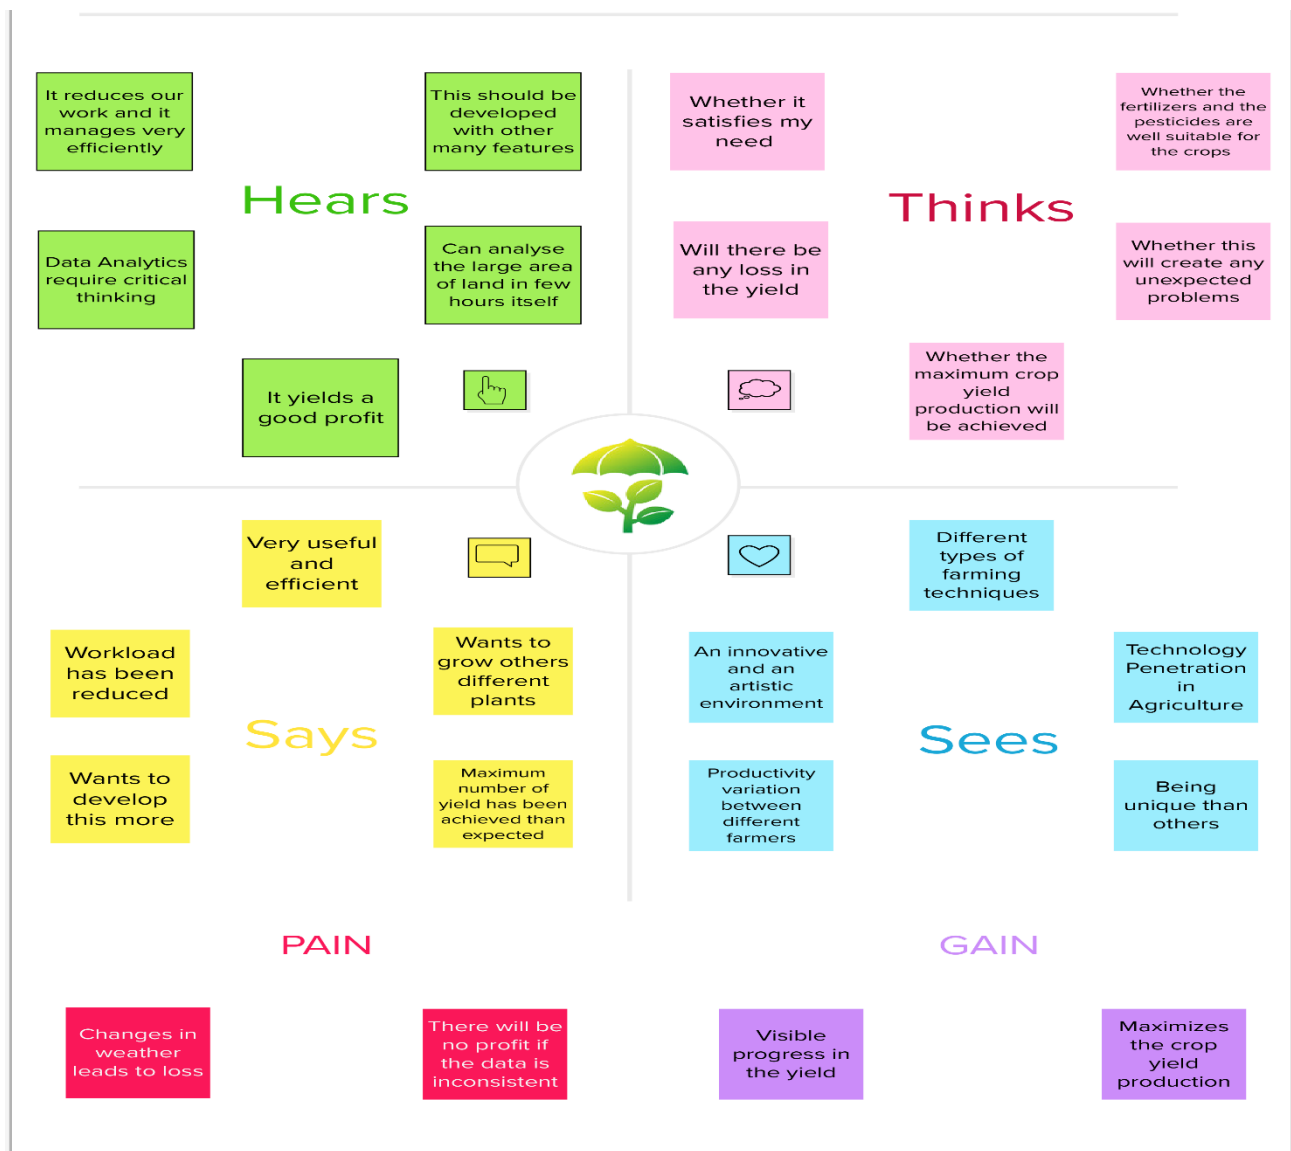 It reduces our
work and it
manages very
efficiently
This should be
developed
with other
many features
Hears
Data Analytics
require critical
thinking
Can analyse
the large area
of land in few
hours itself
It yields a
good profit
Whether it
satisfies my
need
Whether the
fertilizers and the
pesticides are
well suitable for
the crops
Thinks
Will there be
any loss in
the yield
Whether this
will create any
unexpected
problems
Whether the
maximum crop
yield
production will
be achieved
Very useful
and
efficient
Workload
has been
reduced
Wants to
grow others
different
plants
Says
Wants to
develop
this more
Maximum
number of
yield has been
achieved than
expected
Different
types of
farming
techniques
An innovative
and an
artistic
environment
Technology
Penetration
in
Agriculture
Sees
Productivity
variation
between
different
farmers
Being
unique than
others
PAIN
Changes in
weather
leads to loss
There will be
no profit if
the data is
inconsistent
GAIN
Visible
progress in
the yield
Maximizes
the crop
yield
production